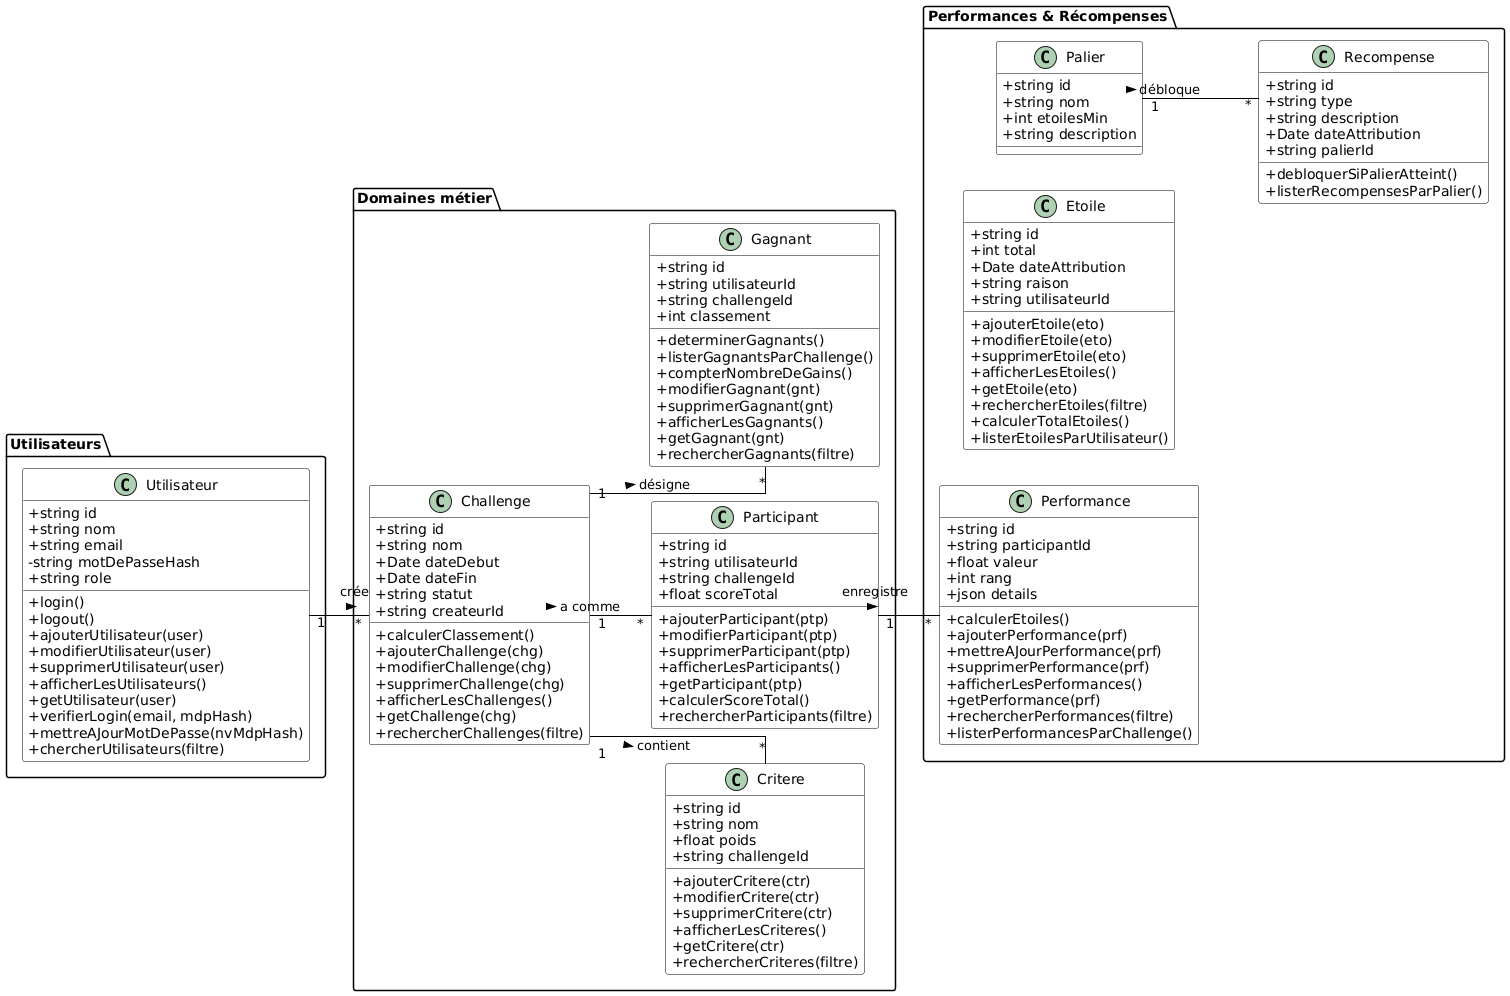 Utilisateurs
C Utilisateur
+string id
+string nom
+string email
-string motDePasseHash
+string role
+login()
+logout()
+ajouterUtilisateur(user)
+modifierUtilisateur(user)
+supprimerUtilisateur(user)
+afficherLesUtilisateurs()
+getUtilisateur(user)
+verifierLogin(email, mdpHash)
+mettreAJourMotDePasse(nvMdpHash)
+chercherUtilisateurs(filtre)
crée
1
*
Domaines métier
C Challenge
+string id
+string nom
+Date dateDebut
+Date dateFin
+string statut
+string createurId
+calculerClassement()
+ajouterChallenge(chg)
+modifierChallenge(chg)
+supprimerChallenge(chg)
+afficherLesChallenges()
+getChallenge(chg)
+rechercherChallenges(filtre)
C Gagnant
+string id
+string utilisateurId
+string challengeId
+int classement
+determinerGagnants()
+listerGagnantsParChallenge()
+compterNombreDeGains()
+modifierGagnant(gnt)
+supprimerGagnant(gnt)
+afficherLesGagnants()
+getGagnant(gnt)
+rechercherGagnants(filtre)
désigne
1
*
C Participant
+string id
+string utilisateurId
+string challengeId
+float scoreTotal
+ajouterParticipant(ptp)
+modifierParticipant(ptp)
+supprimerParticipant(ptp)
+afficherLesParticipants()
+getParticipant(ptp)
+calculerScoreTotal()
+rechercherParticipants(filtre)
a comme
1
*
contient
1
*
C Critere
+string id
+string nom
+float poids
+string challengeId
+ajouterCritere(ctr)
+modifierCritere(ctr)
+supprimerCritere(ctr)
+afficherLesCriteres()
+getCritere(ctr)
+rechercherCriteres(filtre)
enregistre
1
*
Performances & Récompenses
C Palier
+string id
+string nom
+int etoilesMin
+string description
débloque
1
*
C Recompense
+string id
+string type
+string description
+Date dateAttribution
+string palierId
+debloquerSiPalierAtteint()
+listerRecompensesParPalier()
C Etoile
+string id
+int total
+Date dateAttribution
+string raison
+string utilisateurId
+ajouterEtoile(eto)
+modifierEtoile(eto)
+supprimerEtoile(eto)
+afficherLesEtoiles()
+getEtoile(eto)
+rechercherEtoiles(filtre)
+calculerTotalEtoiles()
+listerEtoilesParUtilisateur()
C Performance
+string id
+string participantId
+float valeur
+int rang
+json details
+calculerEtoiles()
+ajouterPerformance(prf)
+mettreAJourPerformance(prf)
+supprimerPerformance(prf)
+afficherLesPerformances()
+getPerformance(prf)
+rechercherPerformances(filtre)
+listerPerformancesParChallenge()